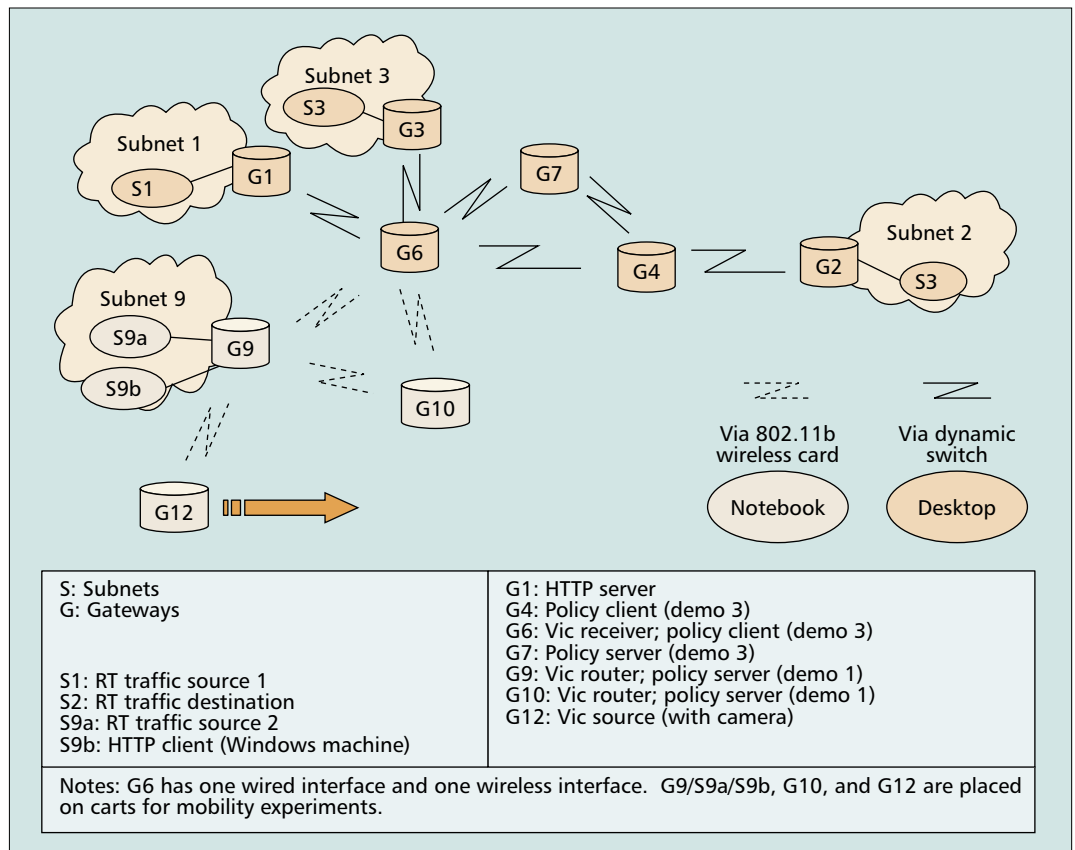 Subnet 3
S3
G3
Subnet 1
S1
G1
G7
G6
G4
Subnet 2
G2
S3
Subnet 9
S9a
G9
S9b
G10
G12
Via 802.11b
wireless card
Via dynamic
switch
Notebook
Desktop
S: Subnets
G: Gateways
S1: RT traffic source 1
S2: RT traffic destination
S9a: RT traffic source 2
S9b: HTTP client (Windows machine)
G1: HTTP server
G4: Policy client (demo 3)
G6: Vic receiver; policy client (demo 3)
G7: Policy server (demo 3)
G9: Vic router; policy server (demo 1)
G10: Vic router; policy server (demo 1)
G12: Vic source (with camera)
Notes: G6 has one wired interface and one wireless interface.  G9/S9a/S9b, G10, and G12 are placed
on carts for mobility experiments.